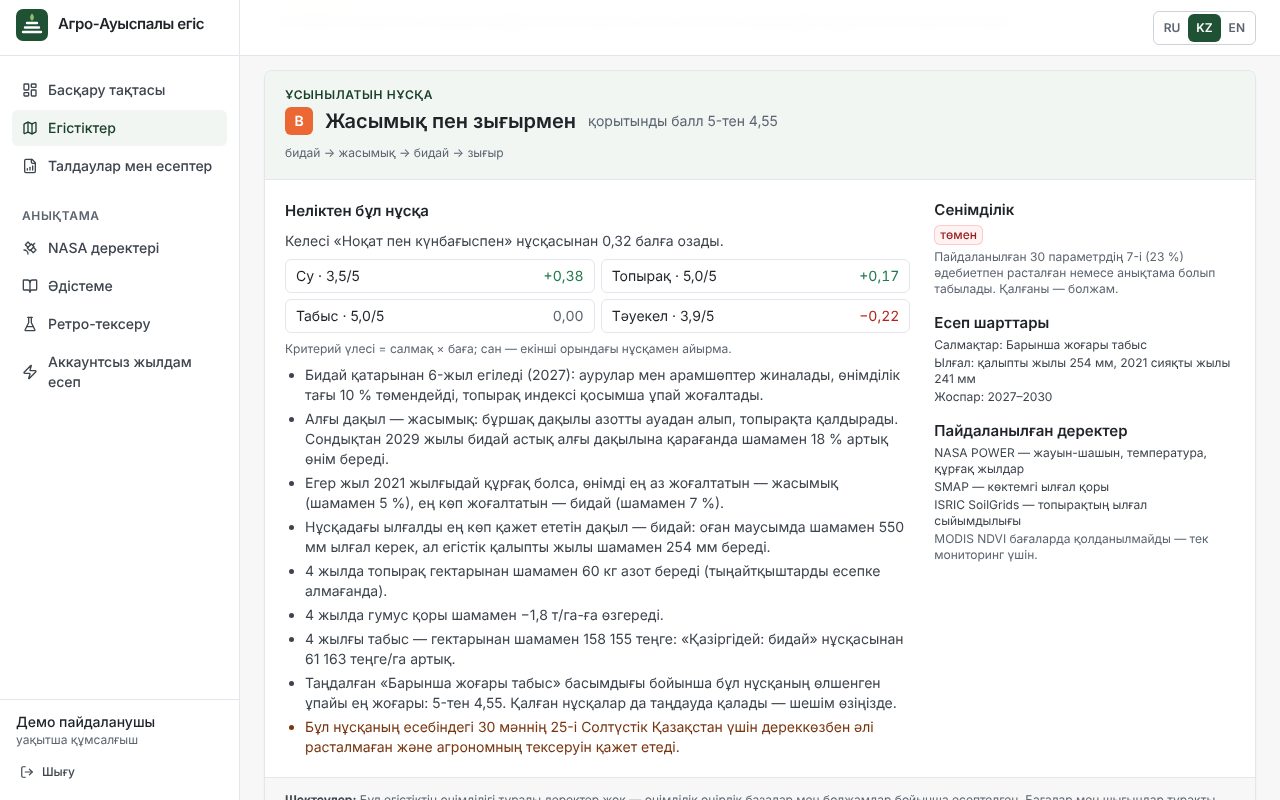 Агро-Ауыспалы егіс
RU KZ EN
Басқару тақтасы
Егістіктер
Талдаулар мен есептер
АНЫҚТАМА
NASA деректері
Әдістеме
Ретро-тексеру
Аккаунтсыз жылдам
есеп
Демо пайдаланушы
уақытша құмсалғыш
Шығу
ҰСЫНЫЛАТЫН НҰСҚА
B Жасымық пен зығырмен қорытынды балл 5-тен 4,55
бидай → жасымық → бидай → зығыр
Неліктен бұл нұсқа
Келесі «Ноқат пен күнбағыспен» нұсқасынан 0,32 балға озады.
Су · 3,5/5 +0,38
Топырақ · 5,0/5 +0,17
Табыс · 5,0/5 0,00
Тәуекел · 3,9/5 −0,22
Критерий үлесі = салмақ × баға; сан — екінші орындағы нұсқамен айырма.
• Бидай қатарынан 6-жыл егіледі (2027): аурулар мен арамшөптер жиналады, өнімділік
тағы 10 % төмендейді, топырақ индексі қосымша ұпай жоғалтады.
• Алғы дақыл — жасымық: бұршақ дақылы азотты ауадан алып, топырақта қалдырады.
Сондықтан 2029 жылы бидай астық алғы дақылына қарағанда шамамен 18 % артық
өнім береді.
• Егер жыл 2021 жылғыдай құрғақ болса, өнімді ең аз жоғалтатын — жасымық
(шамамен 5 %), ең көп жоғалтатын — бидай (шамамен 7 %).
• Нұсқадағы ылғалды ең көп қажет ететін дақыл — бидай: оған маусымда шамамен 550
мм ылғал керек, ал егістік қалыпты жылы шамамен 254 мм береді.
• 4 жылда топырақ гектарынан шамамен 60 кг азот береді (тыңайтқыштарды есепке
алмағанда).
• 4 жылда гумус қоры шамамен −1,8 т/га-ға өзгереді.
• 4 жылғы табыс — гектарынан шамамен 158 155 теңге: «Қазіргідей: бидай» нұсқасынан
61 163 теңге/га артық.
• Таңдалған «Барынша жоғары табыс» басымдығы бойынша бұл нұсқаның өлшенген
ұпайы ең жоғары: 5-тен 4,55. Қалған нұсқалар да таңдауда қалады — шешім өзіңізде.
• Бұл нұсқаның есебіндегі 30 мәннің 25-і Солтүстік Қазақстан үшін дереккөзбен әлі
расталмаған және агрономның тексеруін қажет етеді.
Сенімділік
төмен
Пайдаланылған 30 параметрдің 7-і (23 %)
әдебиетпен расталған немесе анықтама болып
табылады. Қалғаны — болжам.
Есеп шарттары
Салмақтар: Барынша жоғары табыс
Ылғал: қалыпты жылы 254 мм, 2021 сияқты жылы
241 мм
Жоспар: 2027–2030
Пайдаланылған деректер
NASA POWER — жауын-шашын, температура,
құрғақ жылдар
SMAP — көктемгі ылғал қоры
ISRIC SoilGrids — топырақтың ылғал
сыйымдылығы
MODIS NDVI бағаларда қолданылмайды — тек
мониторинг үшін.